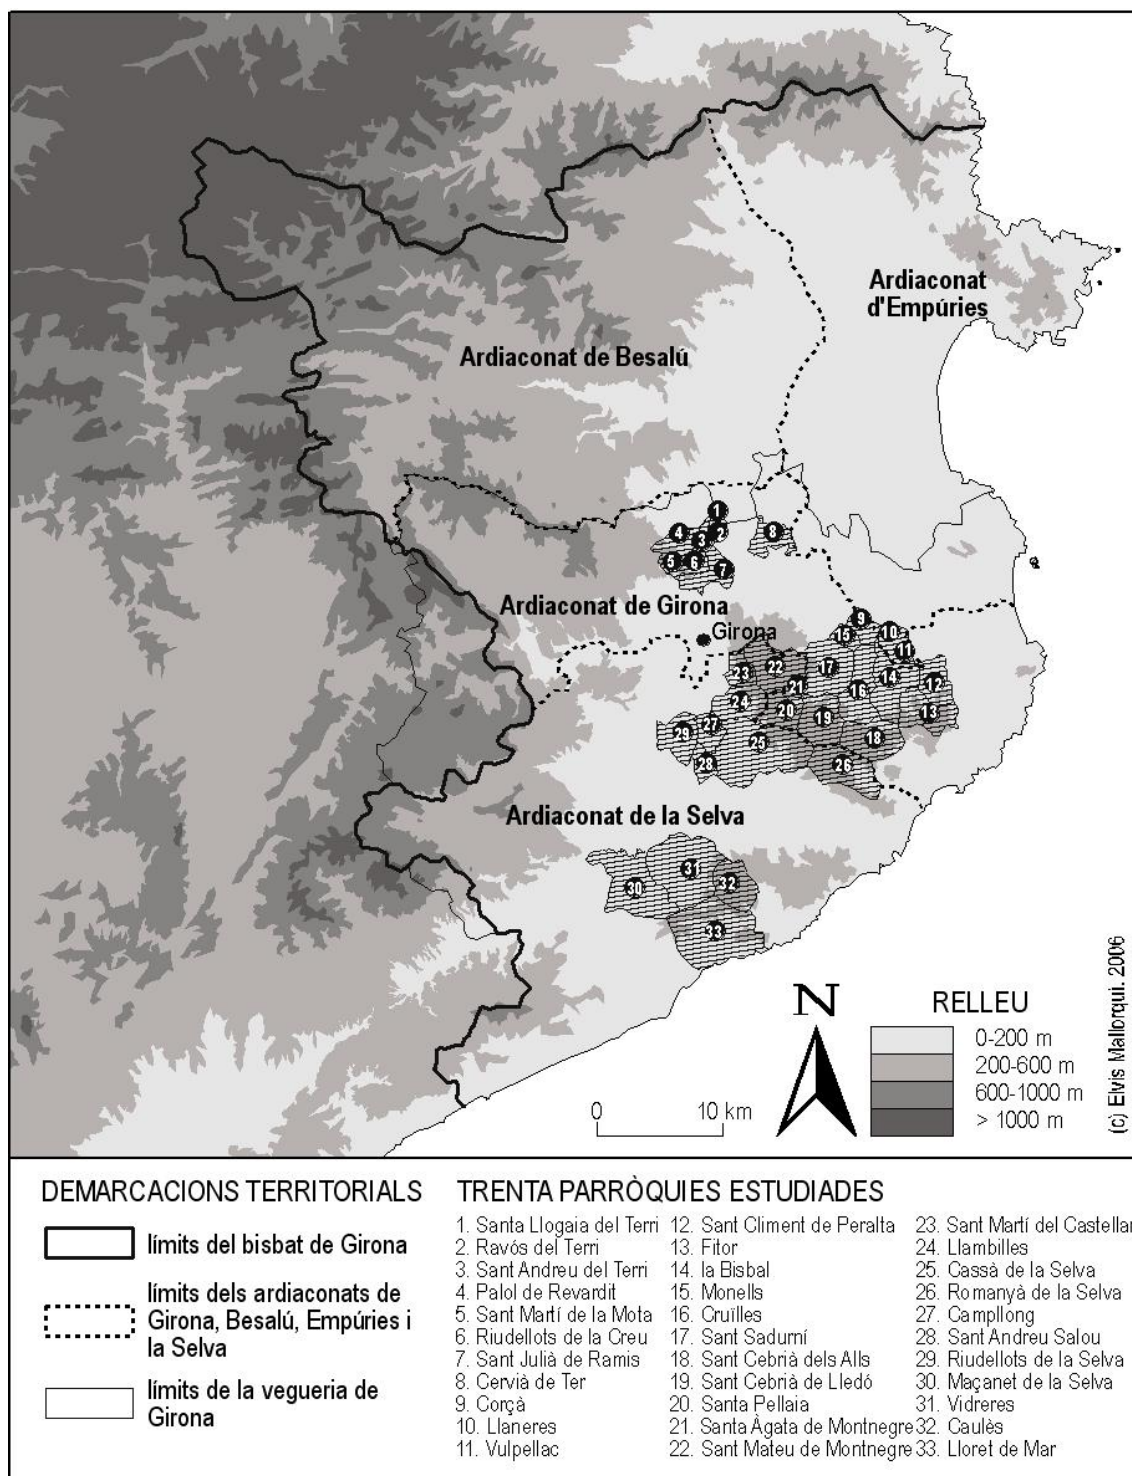 Ardiaconat
d'Empúries
Ardiaconat de Besalú
1
2
3
4
5
6
7
8
Ardiaconat de Girona
Girona
9
10
11
12
13
14
15
16
17
18
19
20
21
22
23
24
25
26
27
28
29
Ardiaconat de la Selva
30
31
32
33
N
0 10 km
RELLEU
0-200 m
200-600 m
600-1000 m
> 1000 m
(c) Elvis Mallorquí. 2006
DEMARCACIONS TERRITORIALS
límits del bisbat de Girona
límits dels ardiaconats de
Girona, Besalú, Empúries i
la Selva
límits de la vegueria de
Girona
TRENTA PARRÒQUIES ESTUDIADES
1. Santa Llogaia del Terri
2. Ravós del Terri
3. Sant Andreu del Terri
4. Palol de Revardit
5. Sant Martí de la Mota
6. Riudellots de la Creu
7. Sant Julià de Ramis
8. Cervià de Ter
9. Corçà
10. Llaneres
11. Vulpellac
12. Sant Climent de Peralta
13. Fitor
14. la Bisbal
15. Monells
16. Cruïlles
17. Sant Sadurní
18. Sant Cebrià dels Alls
19. Sant Cebrià de Lledó
20. Santa Pellaia
21. Santa Àgata de Montnegre
22. Sant Mateu de Montnegre
23. Sant Martí del Castellar
24. Llambilles
25. Cassà de la Selva
26. Romanyà de la Selva
27. Campllong
28. Sant Andreu Salou
29. Riudellots de la Selva
30. Maçanet de la Selva
31. Vidreres
32. Caulès
33. Lloret de Mar